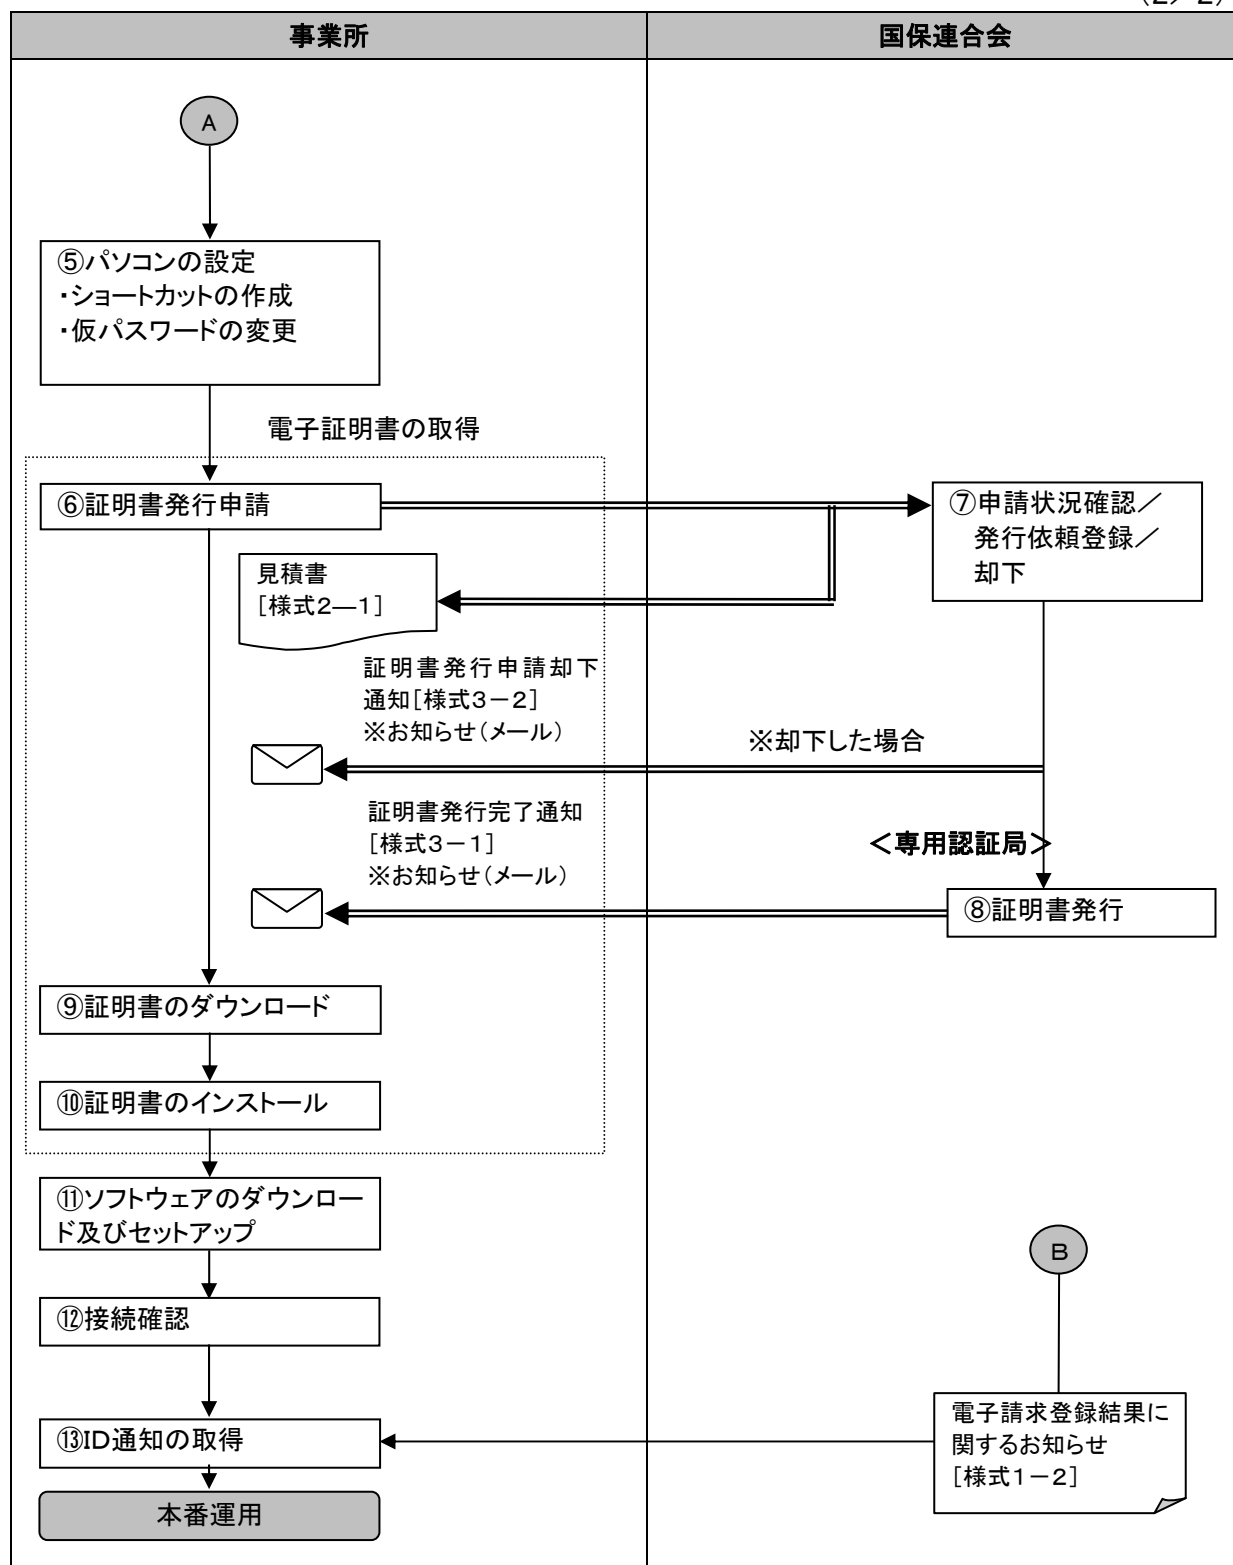 (2/2)
事業所
国保連合会
A
⑤パソコンの設定
・ショートカットの作成
・仮パスワードの変更
電子証明書の取得
⑥証明書発行申請
⑦申請状況確認／
発行依頼登録／
却下
見積書
[様式2―1]
証明書発行申請却下
通知[様式3－2]
※お知らせ(メール)
※却下した場合
証明書発行完了通知
[様式3－1]
※お知らせ(メール)
＜専用認証局＞
⑧証明書発行
⑨証明書のダウンロード
⑩証明書のインストール
⑪ソフトウェアのダウンロー
ド及びセットアップ
B
⑫接続確認
電子請求登録結果に
関するお知らせ
[様式1－2]
⑬ID通知の取得
本番運用